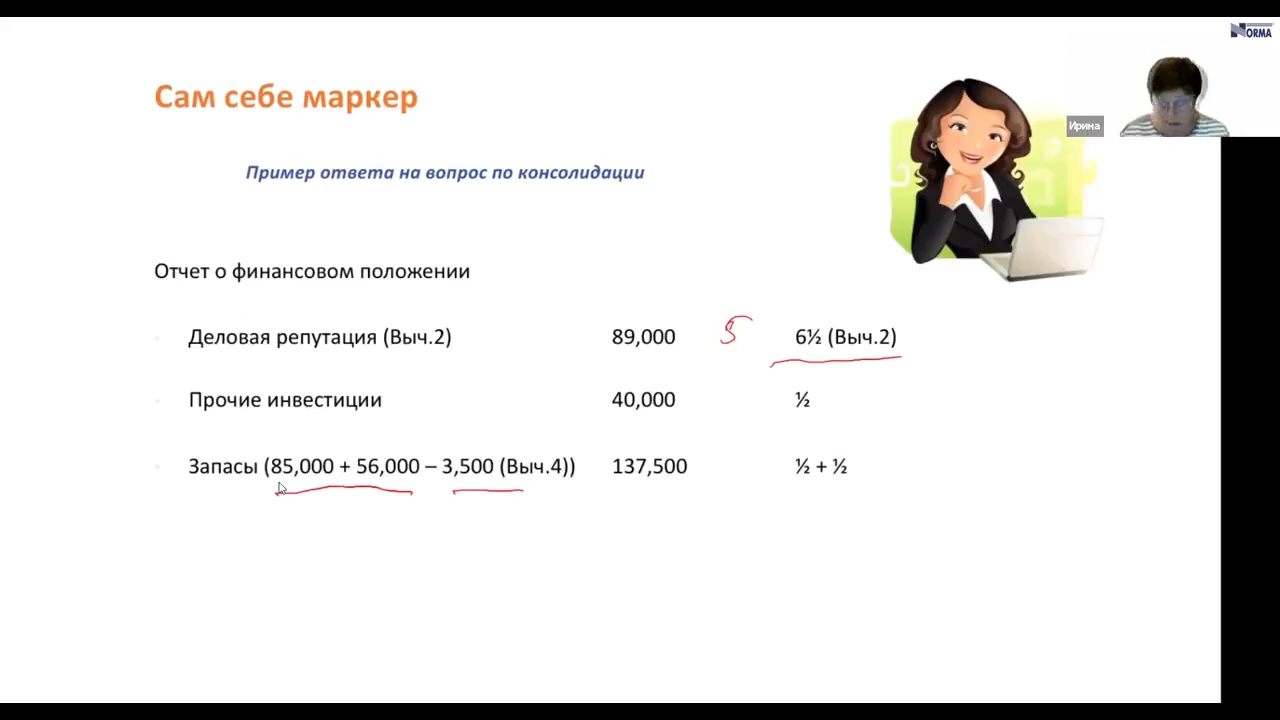 NORMA
Сам себе маркер
Ирина
Пример ответа на вопрос по консолидации
Отчет о финансовом положении
Деловая репутация (Выч.2) 89,000 5 6½ (Выч.2)
Прочие инвестиции 40,000 ½
Запасы (85,000 + 56,000 – 3,500 (Выч.4)) 137,500 ½ + ½